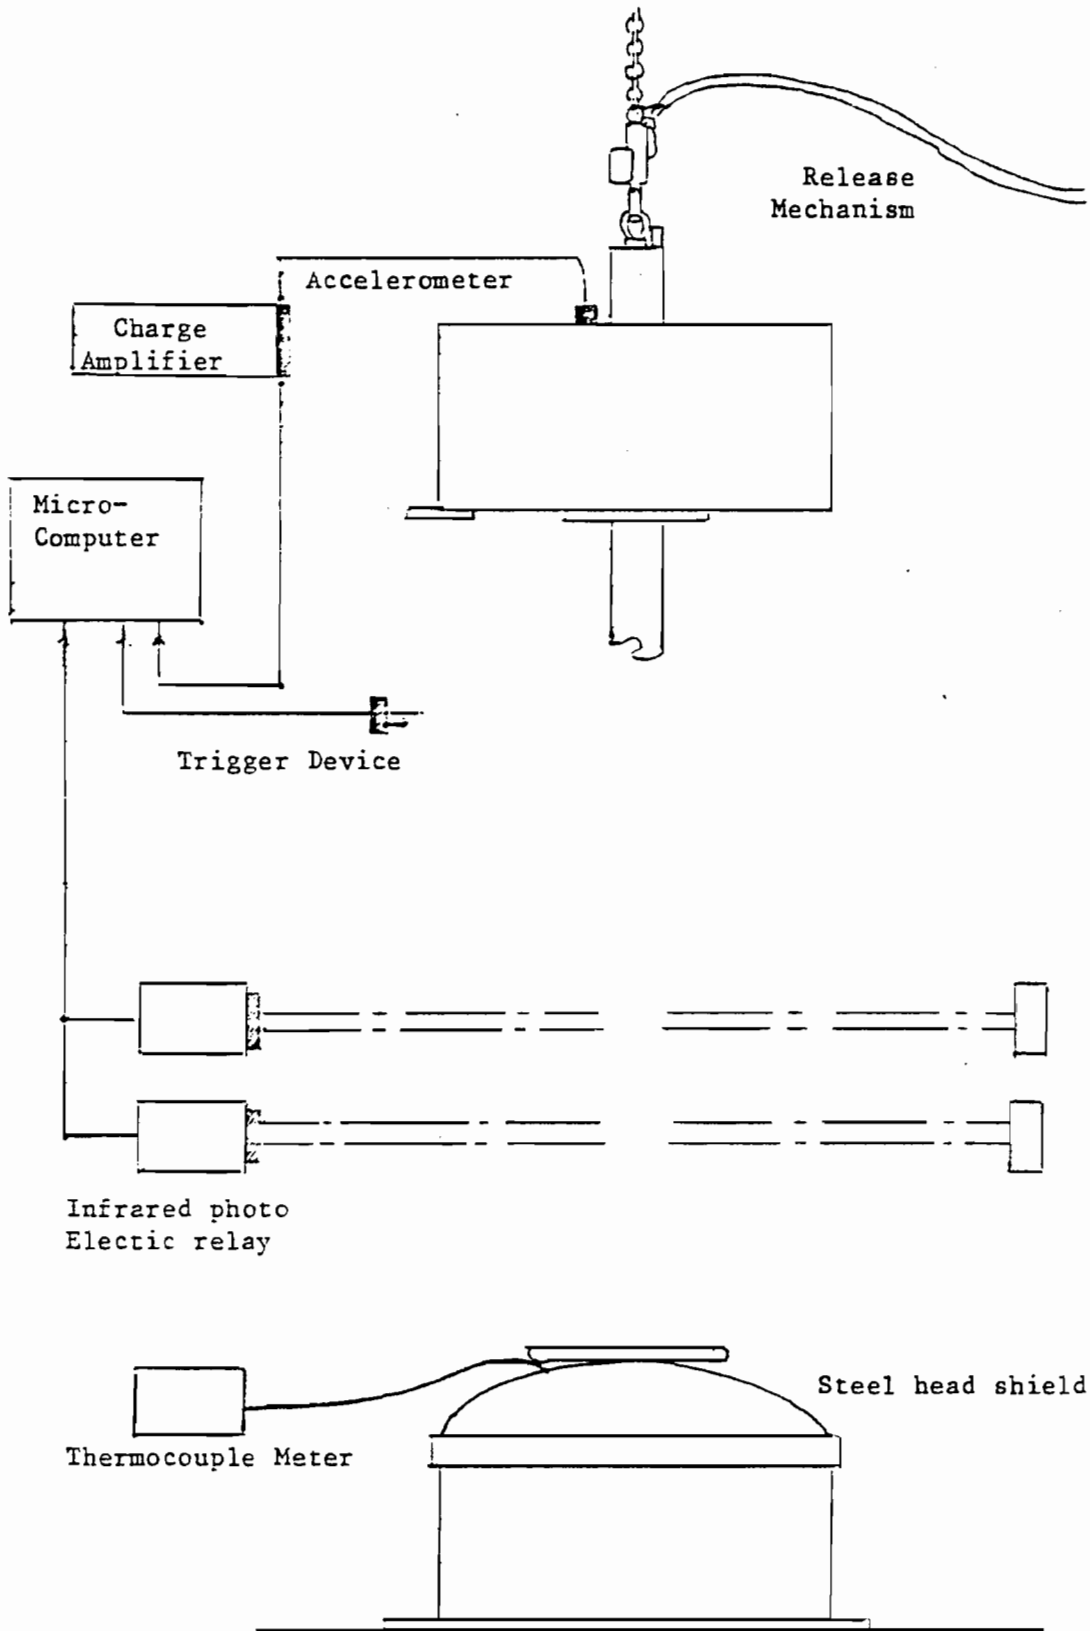 Release
Mechanism
Accelerometer
Charge
Amplifier
Micro-
Computer
Trigger Device
Infrared photo
Electic relay
Steel head shield
Thermocouple Meter